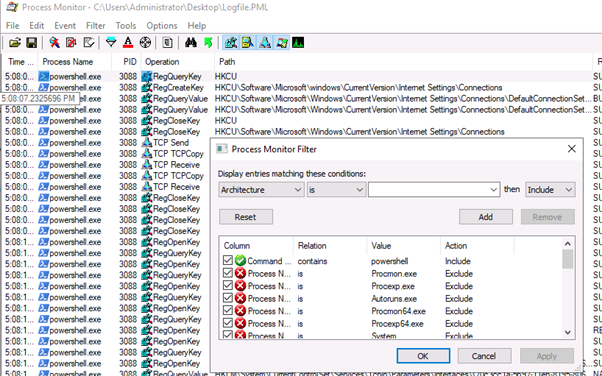 Process Monitor - C:\Users\Administrator\Desktop\Logfile.PML
File Edit Event Filter Tools Options Help
Time ... Process Name PID Operation Path
5:08:0... powershell.exe 3088 RegQueryKey HKCU
5:08:0... powershell.exe 3088 RegCreateKey HKCU\Software\Microsoft\windows\CurrentVersion\Internet Settings\Connections
5:08:07.2325696 PM powershell.exe 3088 RegQueryValue HKCU\Software\Microsoft\Windows\CurrentVersion\Internet Settings\Connections\DefaultConnectionSet...
5:08:0... powershell.exe 3088 RegQueryValue HKCU\Software\Microsoft\Windows\CurrentVersion\Internet Settings\Connections\DefaultConnectionSet...
5:08:0... powershell.exe 3088 RegCloseKey HKCU
5:08:0... powershell.exe 3088 RegCloseKey HKCU\Software\Microsoft\Windows\CurrentVersion\Internet Settings\Connections
5:08:0... powershell.exe 3088 TCP Send
5:08:0... powershell.exe 3088 TCP TCPCopy
5:08:0... powershell.exe 3088 TCP Receive
5:08:0... powershell.exe 3088 TCP TCPCopy
5:08:0... powershell.exe 3088 TCP Receive
5:08:0... powershell.exe 3088 RegCloseKey
5:08:0... powershell.exe 3088 RegCloseKey
5:08:0... powershell.exe 3088 RegCloseKey
5:08:0... powershell.exe 3088 RegCloseKey
5:08:1... powershell.exe 3088 RegOpenKey
5:08:1... powershell.exe 3088 RegOpenKey
5:08:1... powershell.exe 3088 RegOpenKey
5:08:1... powershell.exe 3088 RegOpenKey
5:08:1... powershell.exe 3088 RegCloseKey
5:08:1... powershell.exe 3088 RegOpenKey
5:08:1... powershell.exe 3088 RegOpenKey
5:08:1... powershell.exe 3088 RegQueryKey
5:08:1... powershell.exe 3088 RegOpenKey
5:08:1... powershell.exe 3088 RegOpenKey
5:08:1... powershell.exe 3088 RegQueryKey
5:08:1... powershell.exe 3088 RegOpenKey
5:08:1... powershell.exe 3088 RegQueryValue
Process Monitor Filter
Display entries matching these conditions:
Architecture is then Include
Reset Add Remove
Column Relation Value Action
Command ... contains powershell Include
Process N... is Procmon.exe Exclude
Process N... is Procexp.exe Exclude
Process N... is Autoruns.exe Exclude
Process N... is Procmon64.exe Exclude
Process N... is Procexp64.exe Exclude
Process N... is System Exclude
OK Cancel Apply